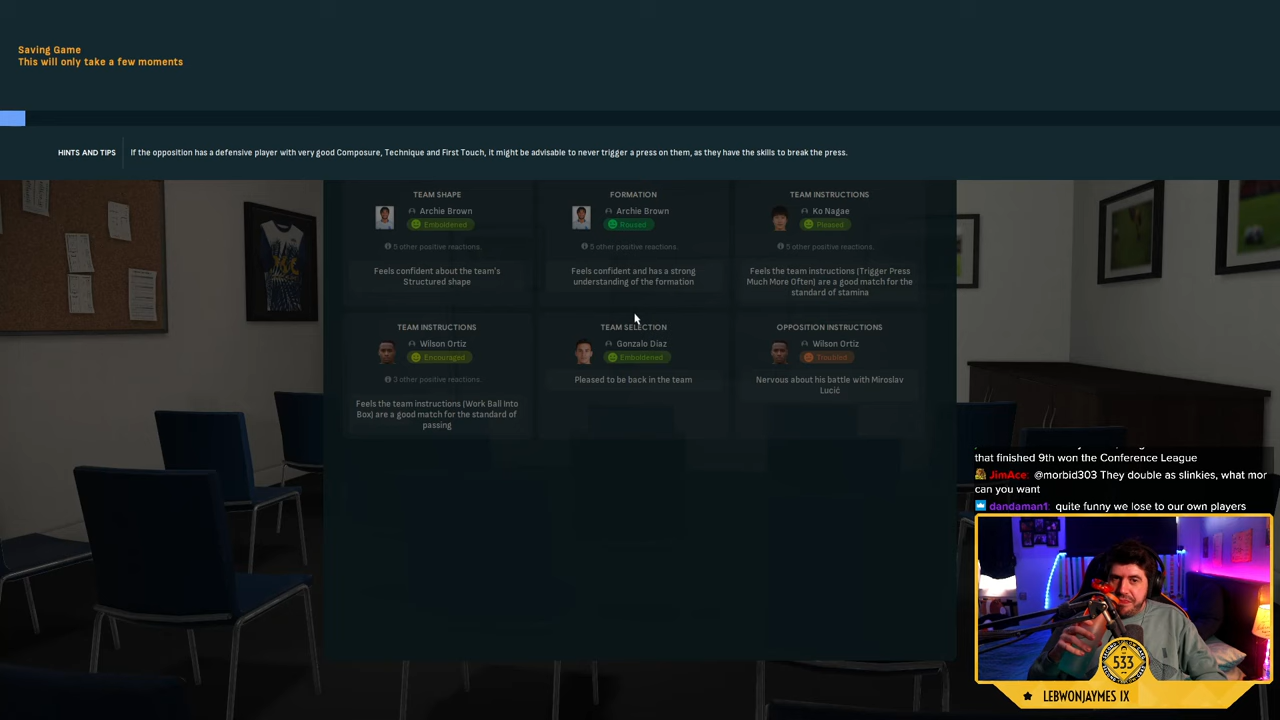 Saving Game
This will only take a few moments
HINTS AND TIPS
If the opposition has a defensive player with very good Composure, Technique and First Touch, it might be advisable to never trigger a press on them, as they have the skills to break the press.
TEAM SHAPE
Archie Brown
Emboldened
5 other positive reactions.
Feels confident about the team's
Structured shape
FORMATION
Archie Brown
Roused
5 other positive reactions.
Feels confident and has a strong
understanding of the formation
TEAM INSTRUCTIONS
Ko Nagae
Pleased
5 other positive reactions.
Feels the team instructions (Trigger Press
Much More Often) are a good match for the
standard of stamina
TEAM INSTRUCTIONS
Wilson Ortiz
Encouraged
3 other positive reactions.
Feels the team instructions (Work Ball Into
Box) are a good match for the standard of
passing
TEAM SELECTION
Gonzalo Díaz
Emboldened
Pleased to be back in the team
OPPOSITION INSTRUCTIONS
Wilson Ortiz
Troubled
Nervous about his battle with Miroslav
Lucić
that finished 9th won the Conference League
JimAce: @morbid303 They double as slinkies, what mor
can you want
dandaman1: quite funny we lose to our own players
533
LEBWONJAYMES IX